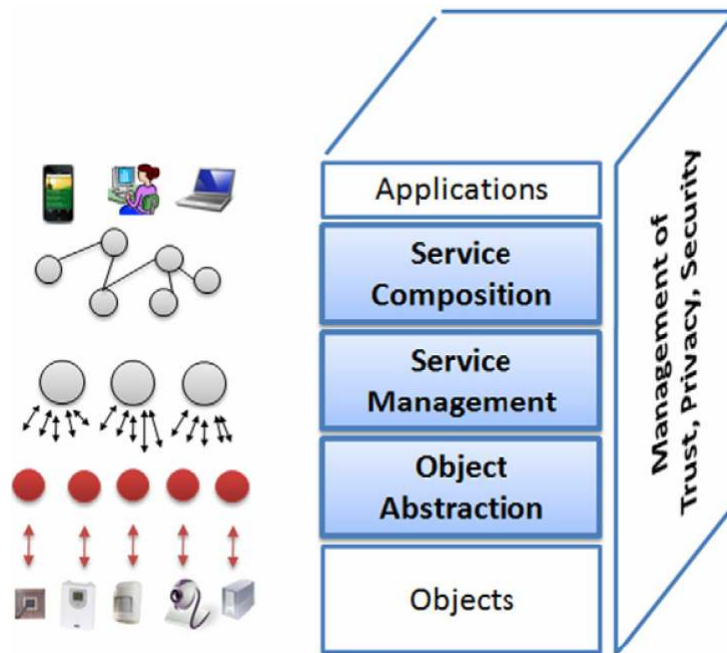 Applications
Service
Composition
Service
Management
Object
Abstraction
Objects
Management of
Trust, Privacy, Security